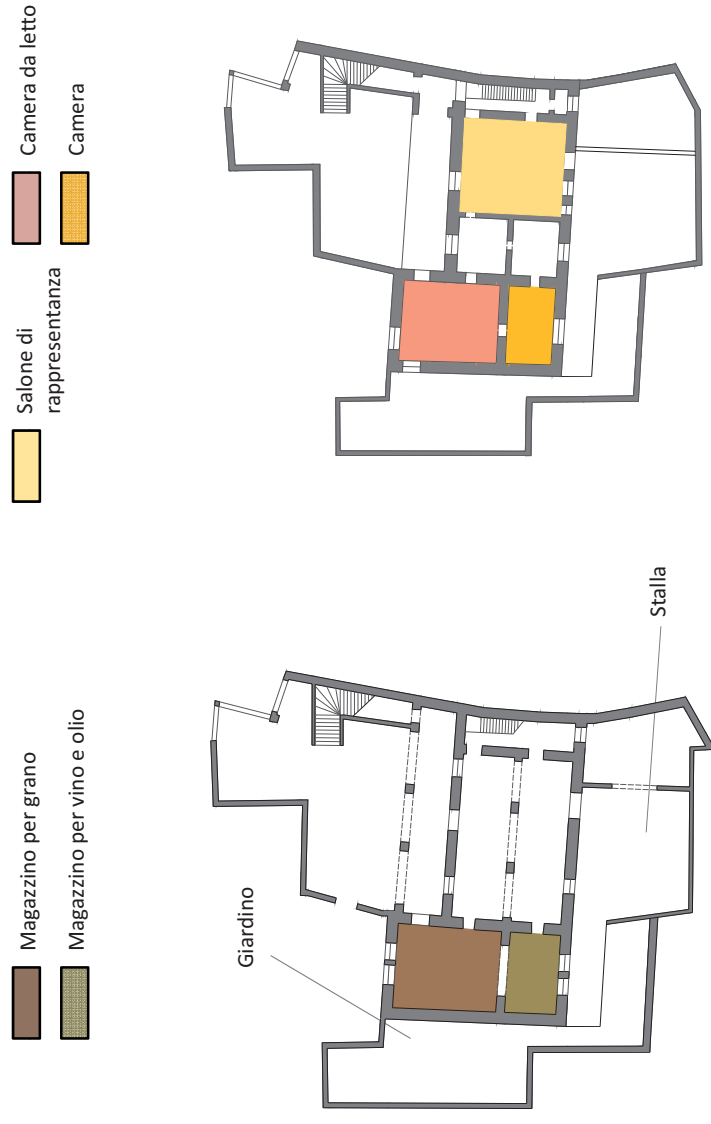 Magazzino per grano
Magazzino per vino e olio
Giardino
Stalla
Salone di
rappresentanza
Camera da letto
Camera